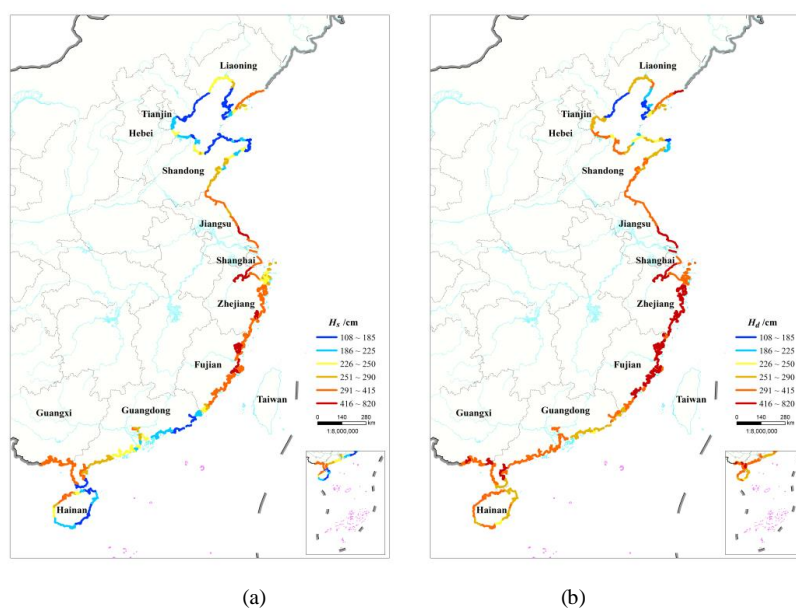 Liaoning
Tianjin
Hebei
Shandong
Jiangsu
Shanghai
Zhejiang
Fujian
Taiwan
Guangxi
Guangdong
Hainan
Hs /cm
108 ~ 185
186 ~ 225
226 ~ 250
251 ~ 290
291 ~ 415
416 ~ 820
0 140 280
km
1:8,000,000
(a)
Liaoning
Tianjin
Hebei
Shandong
Jiangsu
Shanghai
Zhejiang
Fujian
Taiwan
Guangxi
Guangdong
Hainan
Hd /cm
108 ~ 185
186 ~ 225
226 ~ 250
251 ~ 290
291 ~ 415
416 ~ 820
0 140 280
km
1:8,000,000
(b)